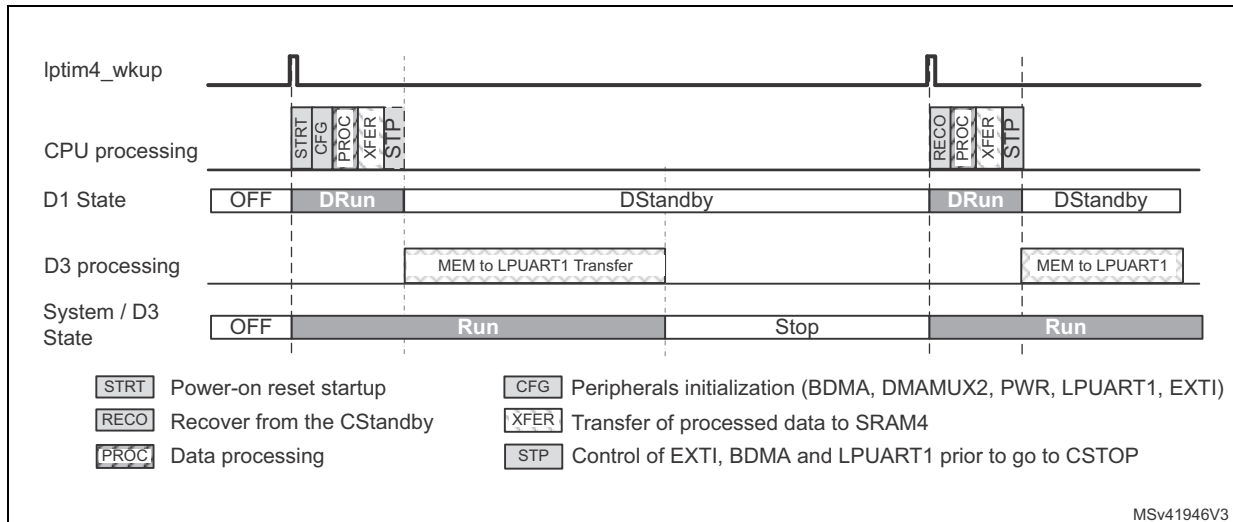 lptim4_wkup
STRT CFG PROC XFER STP
RECO PROC XFER STP
CPU processing
D1 State
OFF DRun DStandby DRun DStandby
D3 processing
MEM to LPUART1 Transfer MEM to LPUART1
System / D3
State
OFF Run Stop Run
STRT Power-on reset startup
CFG Peripherals initialization (BDMA, DMAMUX2, PWR, LPUART1, EXTI)
RECO Recover from the CStandby
XFER Transfer of processed data to SRAM4
PROC Data processing
STP Control of EXTI, BDMA and LPUART1 prior to go to CSTOP
MSv41946V3